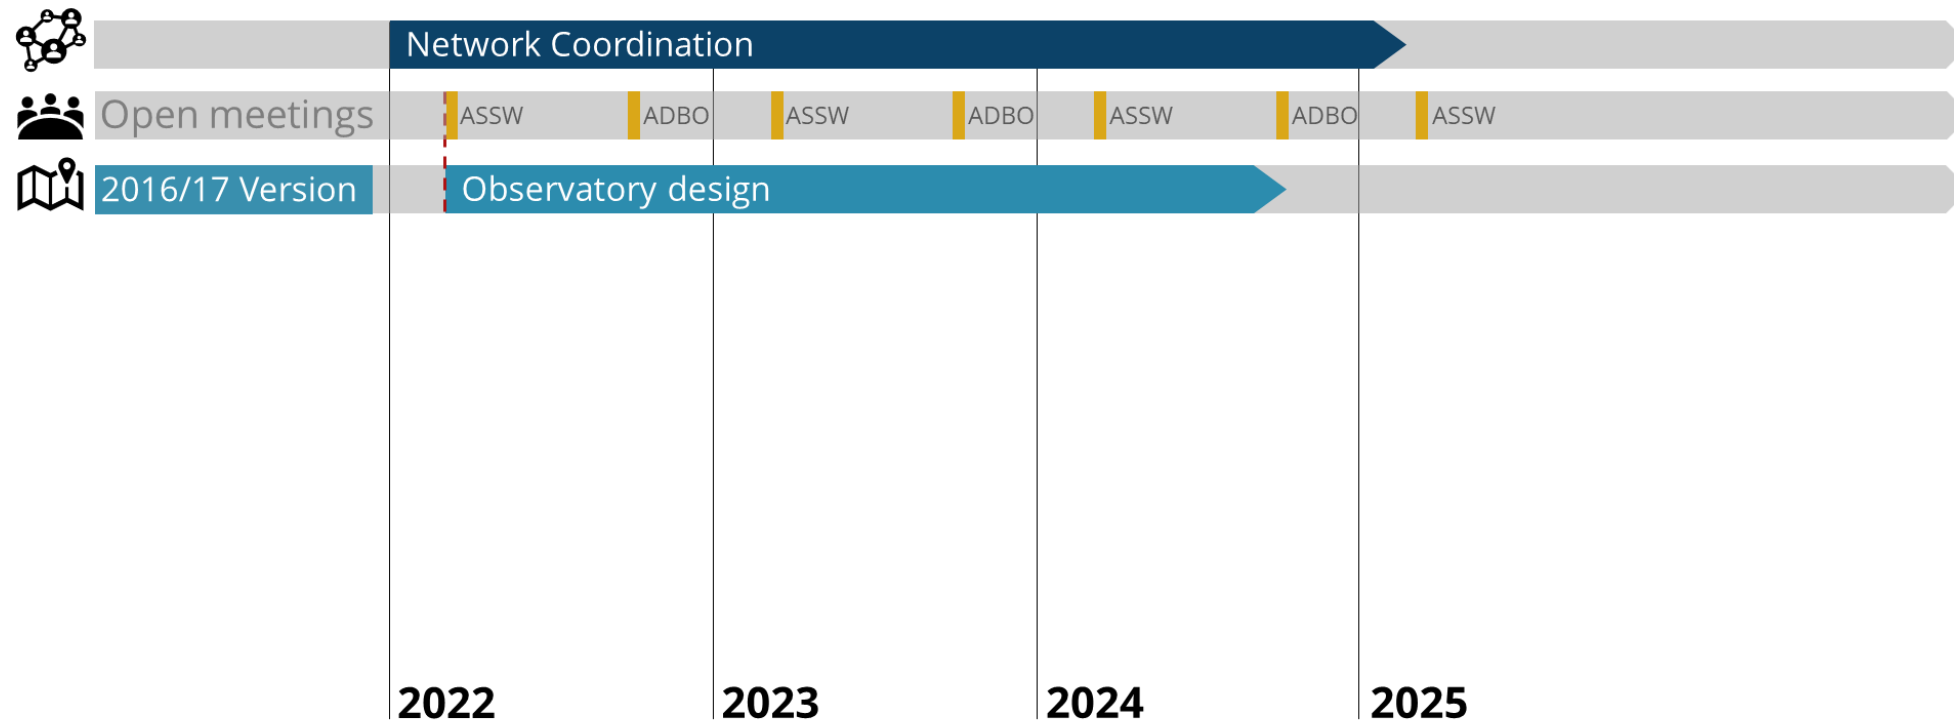 Network Coordination
Open meetings ASSW ADBO ASSW ADBO ASSW ADBO ASSW
2016/17 Version Observatory design
2022 2023 2024 2025